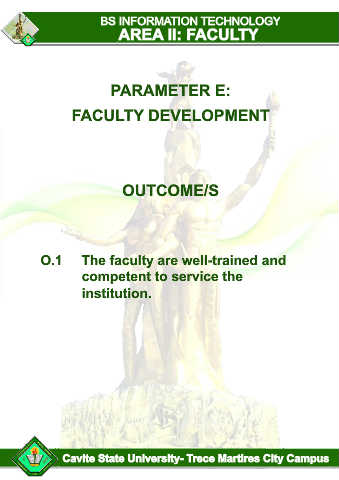 BS INFORMATION TECHNOLOGY
AREA II: FACULTY
PARAMETER E:
FACULTY DEVELOPMENT
OUTCOME/S
O.1 The faculty are well-trained and
competent to service the
institution.
Cavite State University- Trece Martires City Campus